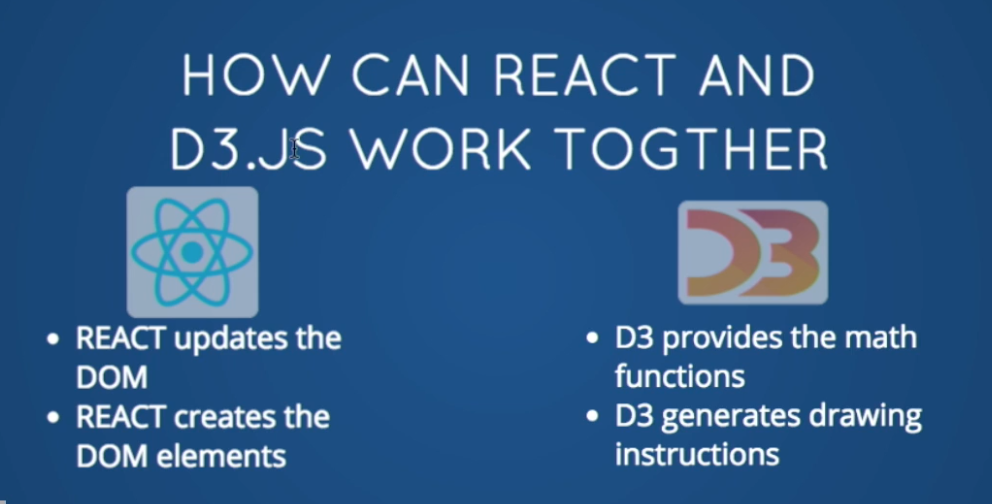 HOW CAN REACT AND
D3.JS WORK TOGTHER
D3
REACT updates the
DOM
REACT creates the
DOM elements
D3 provides the math
functions
D3 generates drawing
instructions